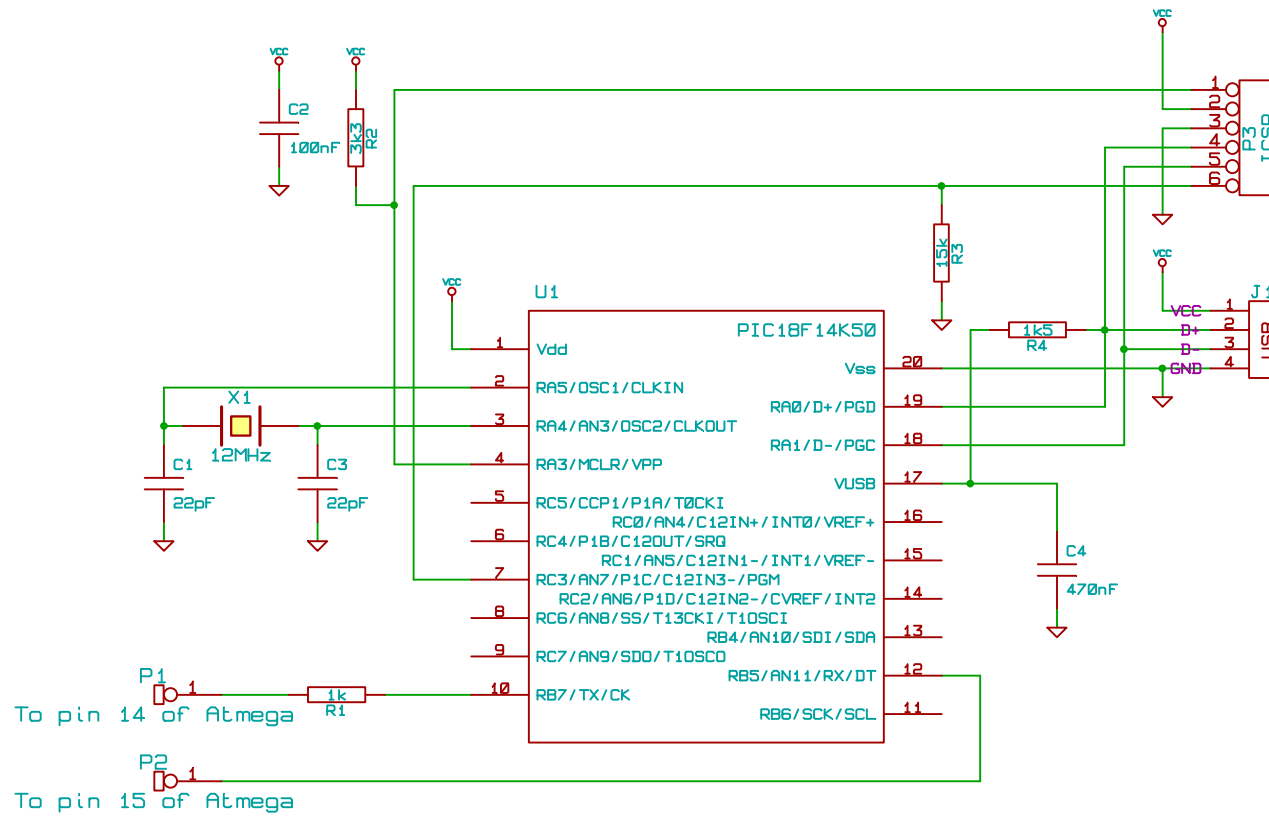 VCC
VCC
VCC
C2
100nF
3k3
R2
1
2
3
4
5
6
P3
ICSP
15k
R3
VCC
VCC
U1
PIC18F14K50
J1
1
2
3
4
VCC
D+
D-
GND
1k5
R4
1
Vdd
2
RA5/OSC1/CLKIN
3
RA4/AN3/OSC2/CLKOUT
4
RA3/MCLR/VPP
5
RC5/CCP1/P1A/T0CKI
6
RC4/P1B/C12OUT/SRQ
7
RC3/AN7/P1C/C12IN3-/PGM
8
RC6/AN8/SS/T13CKI/T1OSCI
9
RC7/AN9/SDO/T1OSCO
10
RB7/TX/CK
Vss
20
RA0/D+/PGD
19
RA1/D-/PGC
18
VUSB
17
RC0/AN4/C12IN+/INT0/VREF+
16
RC1/AN5/C12IN1-/INT1/VREF-
15
RC2/AN6/P1D/C12IN2-/CVREF/INT2
14
RB4/AN10/SDI/SDA
13
RB5/AN11/RX/DT
12
RB6/SCK/SCL
11
X1
12MHz
C1
22pF
C3
22pF
C4
470nF
P1
1
1k
R1
To pin 14 of Atmega
P2
1
To pin 15 of Atmega